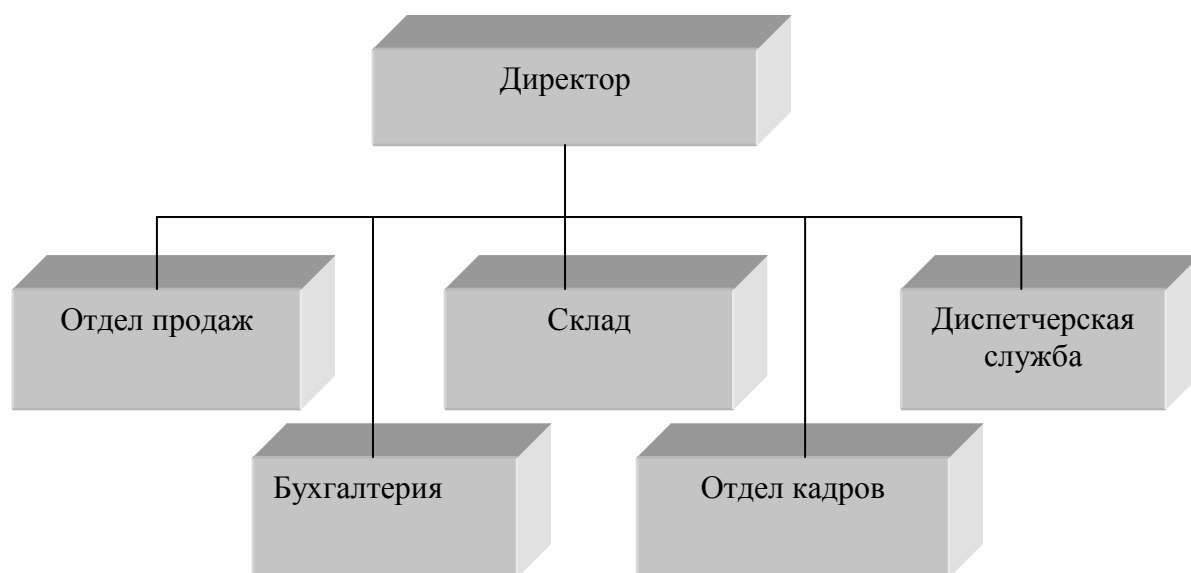 Директор
Отдел продаж
Склад
Диспетчерская
служба
Бухгалтерия
Отдел кадров